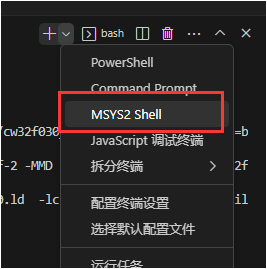 bash
PowerShell
Command Prompt
/cw32f030_ =b
MSYS2 Shell
f-2 -MMD JavaScript 调试终端 2f
拆分终端
0.ld -lc il
配置终端设置
选择默认配置文件
运行任务